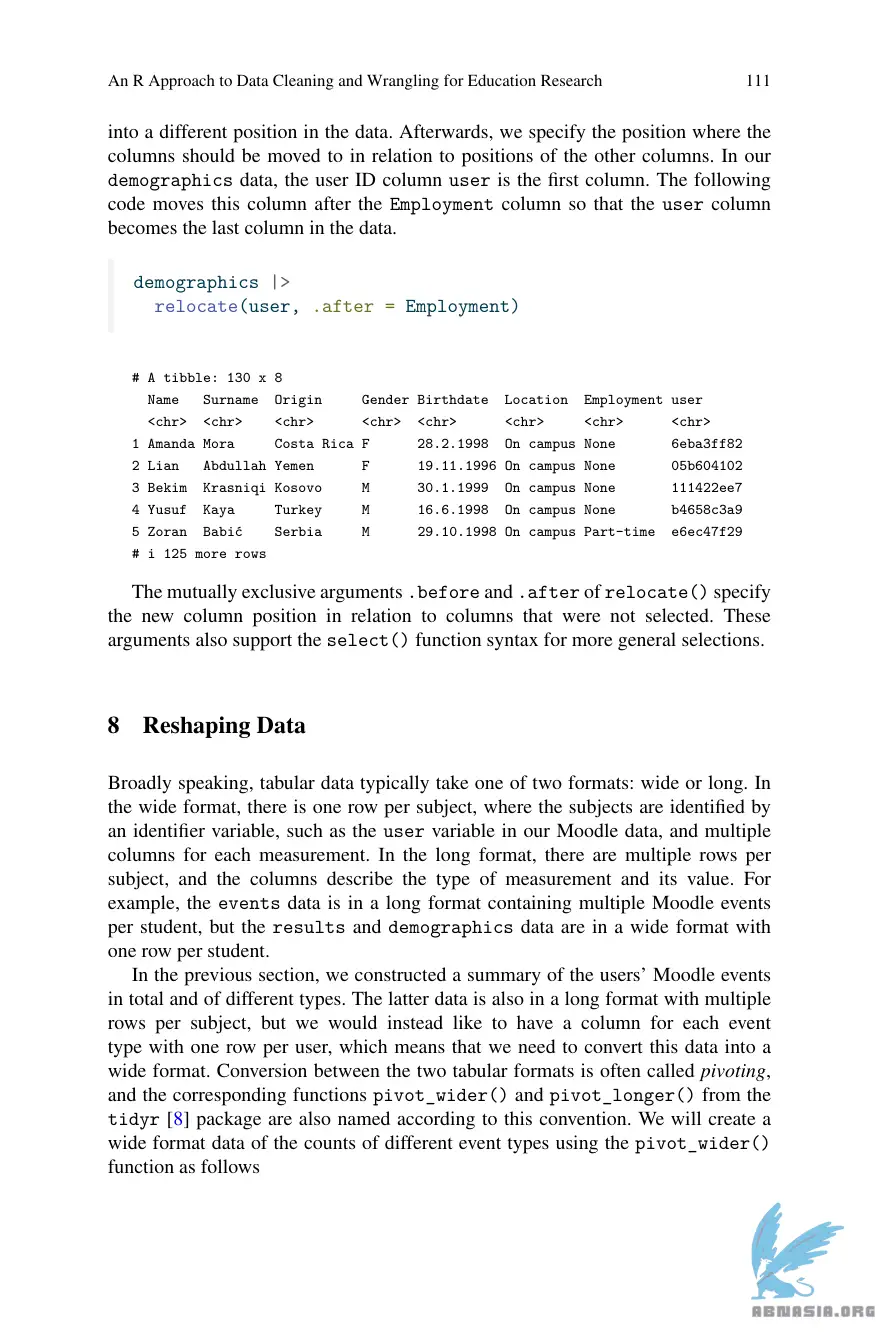 An R Approach to Data Cleaning and Wrangling for Education Research 111
into a different position in the data. Afterwards, we specify the position where the
columns should be moved to in relation to positions of the other columns. In our
demographics data, the user ID column user is the first column. The following
code moves this column after the Employment column so that the user column
becomes the last column in the data.
demographics |>
relocate(user, .after = Employment)
# A tibble: 130 x 8
Name Surname Origin Gender Birthdate Location Employment user
<chr> <chr> <chr> <chr> <chr> <chr> <chr> <chr>
1 Amanda Mora Costa Rica F 28.2.1998 On campus None 6eba3ff82
2 Lian Abdullah Yemen F 19.11.1996 On campus None 05b604102
3 Bekim Krasniqi Kosovo M 30.1.1999 On campus None 111422ee7
4 Yusuf Kaya Turkey M 16.6.1998 On campus None b4658c3a9
5 Zoran Babić Serbia M 29.10.1998 On campus Part-time e6ec47f29
# i 125 more rows
The mutually exclusive arguments .before and .after of relocate() specify
the new column position in relation to columns that were not selected. These
arguments also support the select() function syntax for more general selections.
8 Reshaping Data
Broadly speaking, tabular data typically take one of two formats: wide or long. In
the wide format, there is one row per subject, where the subjects are identified by
an identifier variable, such as the user variable in our Moodle data, and multiple
columns for each measurement. In the long format, there are multiple rows per
subject, and the columns describe the type of measurement and its value. For
example, the events data is in a long format containing multiple Moodle events
per student, but the results and demographics data are in a wide format with
one row per student.
In the previous section, we constructed a summary of the users' Moodle events
in total and of different types. The latter data is also in a long format with multiple
rows per subject, but we would instead like to have a column for each event
type with one row per user, which means that we need to convert this data into a
wide format. Conversion between the two tabular formats is often called pivoting,
and the corresponding functions pivot_wider() and pivot_longer() from the
tidyr [8] package are also named according to this convention. We will create a
wide format data of the counts of different event types using the pivot_wider()
function as follows
ABNASIA.ORG